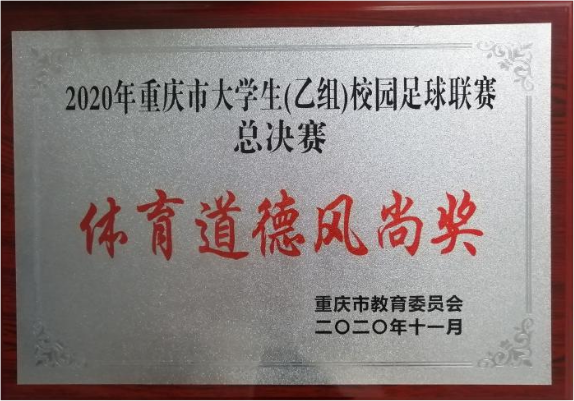 2020年重庆市大学生(乙组)校园足球联赛
总决赛
体育道德风尚奖
重庆市教育委员会
二〇二〇年十一月